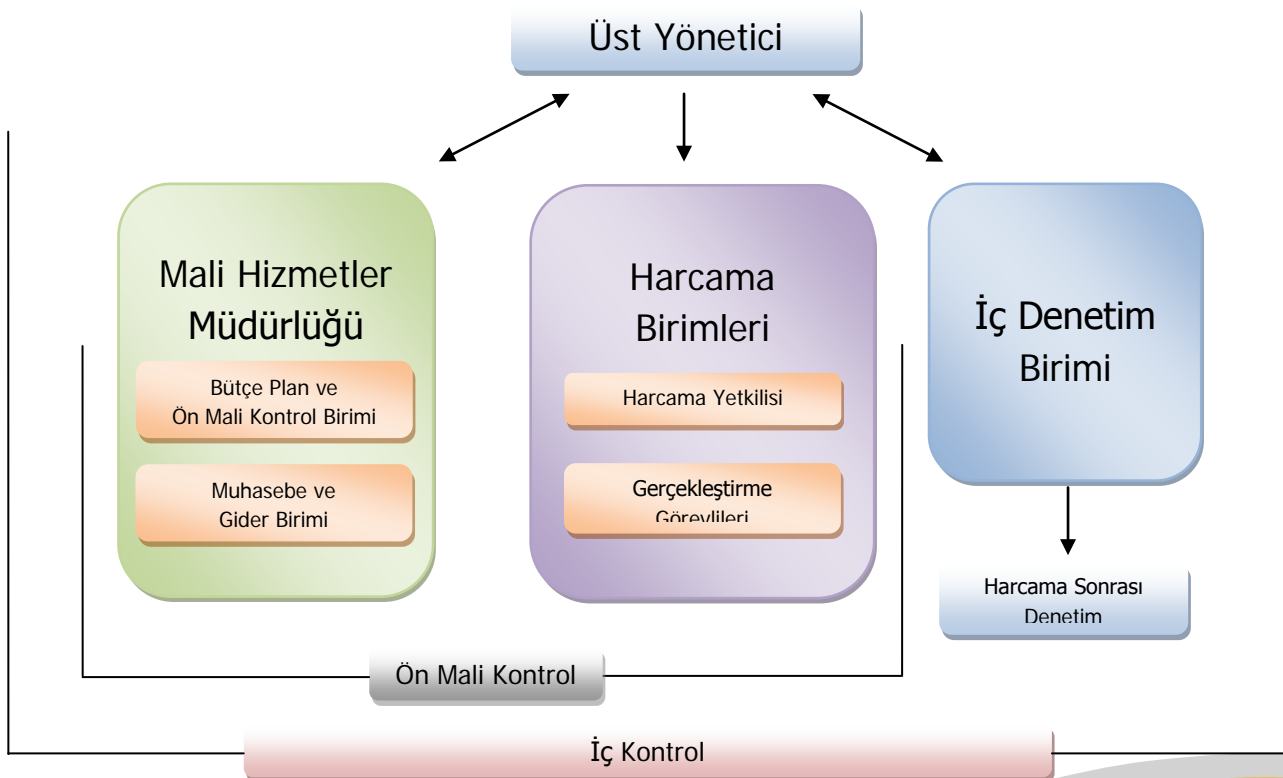 Üst Yönetici
Mali Hizmetler
Müdürlüğü
Bütçe Plan ve
Ön Mali Kontrol Birimi
Muhasebe ve
Gider Birimi
Harcama
Birimleri
Harcama Yetkilisi
Gerçekleştirme
Görevlileri
İç Denetim
Birimi
Harcama Sonrası
Denetim
Ön Mali Kontrol
İç Kontrol